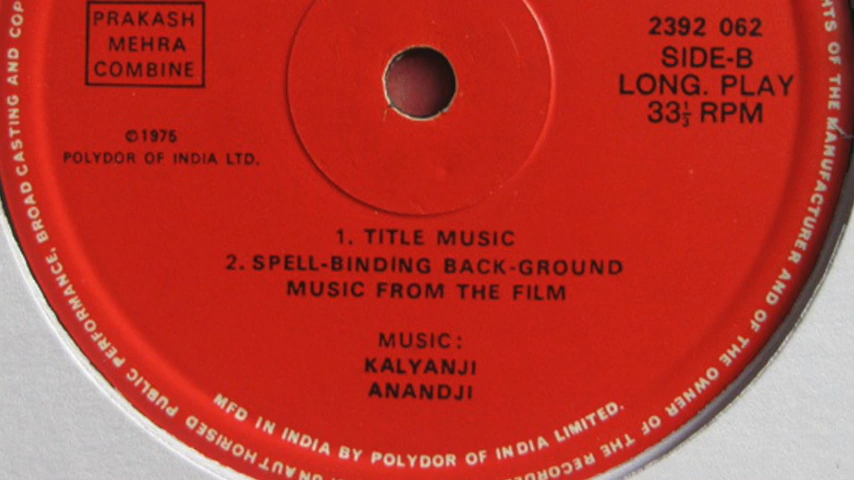 PRAKASH
MEHRA
COMBINE
2392 062
SIDE-B
LONG. PLAY
33⅓ RPM
©1975
POLYDOR OF INDIA LTD.
1. TITLE MUSIC
2. SPELL-BINDING BACK-GROUND
MUSIC FROM THE FILM
MUSIC:
KALYANJI
ANANDJI
MFD IN INDIA BY POLYDOR OF INDIA LIMITED.
OF THE MANUFACTURER AND OF THE OWNER OF THE RECORDED
UNAUTHORISED PUBLIC PERFORMANCE, BROADCASTING AND